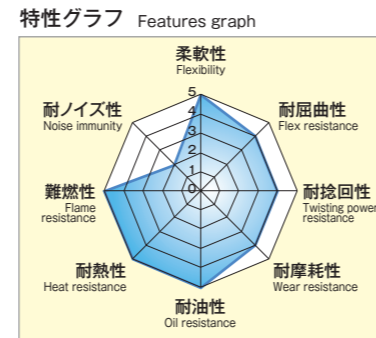 特性グラフ Features graph
柔軟性
Flexibility
5
4
3
2
1
0
耐ノイズ性
Noise immunity
耐屈曲性
Flex resistance
難燃性
Flame
resistance
耐捻回性
Twisting power
resistance
耐熱性
Heat resistance
耐摩耗性
Wear resistance
耐油性
Oil resistance